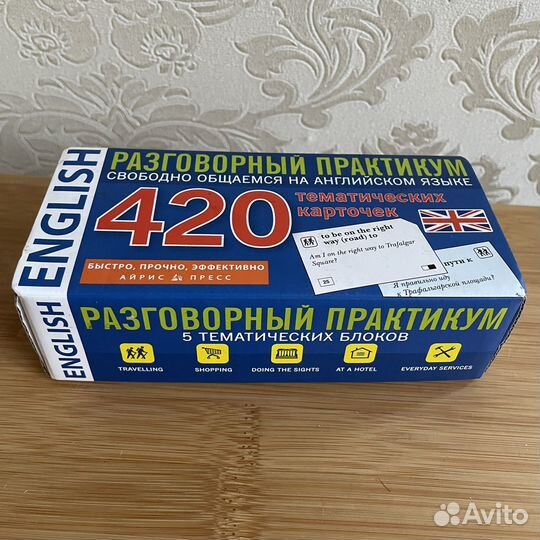 ENGLISH
РАЗГОВОРНЫЙ ПРАКТИКУМ
СВОБОДНО ОБЩАЕМСЯ НА АНГЛИЙСКОМ ЯЗЫКЕ
420
тематических
карточек
to be on the right
way (road) to
Am I on the right way to Trafalgar
Square?
25
пути к
Я правильно иду
к Трафальгарской площади?
БЫСТРО, ПРОЧНО, ЭФФЕКТИВНО
АЙРИС ПРЕСС
ENGLISH
РАЗГОВОРНЫЙ ПРАКТИКУМ
5 ТЕМАТИЧЕСКИХ БЛОКОВ
TRAVELLING
SHOPPING
DOING THE SIGHTS
AT A HOTEL
EVERYDAY SERVICES
Avito